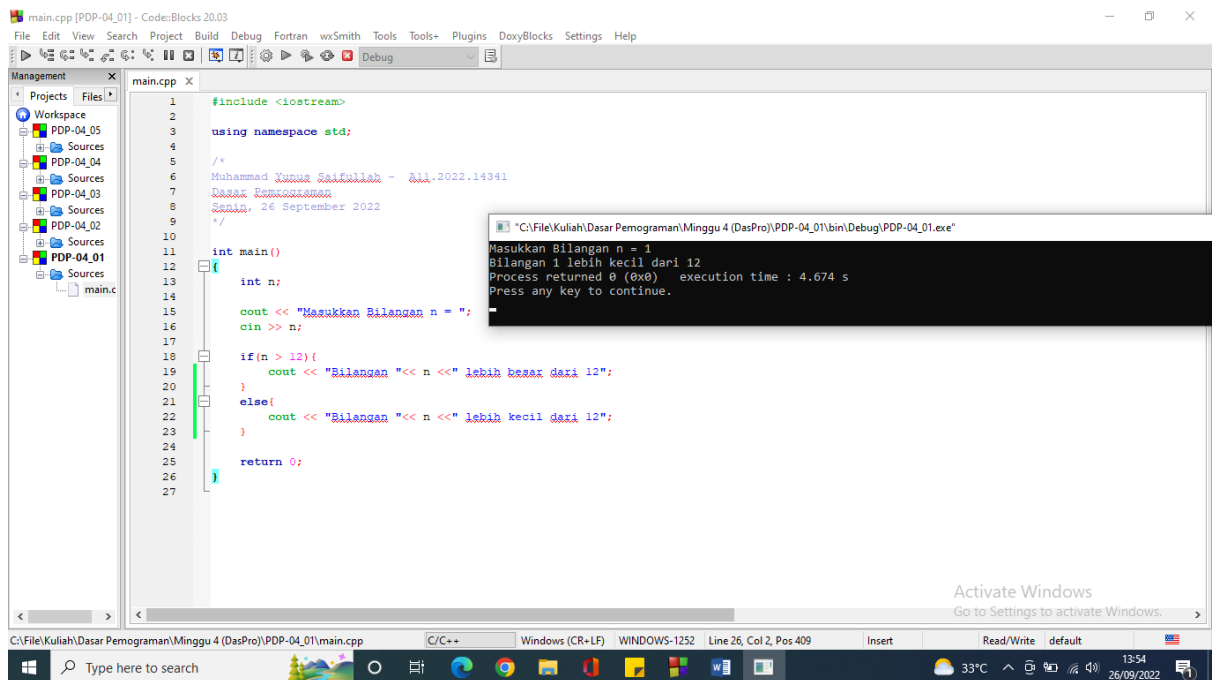 main.cpp [PDP-04_01] - Code::Blocks 20.03
File Edit View Search Project Build Debug Fortran wxSmith Tools Tools+ Plugins DoxyBlocks Settings Help
Debug
Management
main.cpp
Projects Files
Workspace
PDP-04_05
Sources
PDP-04_04
Sources
PDP-04_03
Sources
PDP-04_02
Sources
PDP-04_01
Sources
main.c
1 #include <iostream>
2
3 using namespace std;
4
5 /*
6 Muhammad Yunus Saifullah - A11.2022.14341
7 Dasar Pemrograman
8 Senin, 26 September 2022
9 */
10
11 int main()
12 {
13 int n;
14
15 cout << "Masukkan Bilangan n = ";
16 cin >> n;
17
18 if(n > 12){
19 cout << "Bilangan "<< n <<" lebih besar dari 12";
20 }
21 else{
22 cout << "Bilangan "<< n <<" lebih kecil dari 12";
23 }
24
25 return 0;
26 }
27
"C:\File\Kuliah\Dasar Pemograman\Minggu 4 (DasPro)\PDP-04_01\bin\Debug\PDP-04_01.exe"
Masukkan Bilangan n = 1
Bilangan 1 lebih kecil dari 12
Process returned 0 (0x0) execution time : 4.674 s
Press any key to continue.
Activate Windows
Go to Settings to activate Windows.
C:\File\Kuliah\Dasar Pemograman\Minggu 4 (DasPro)\PDP-04_01\main.cpp C/C++ Windows (CR+LF) WINDOWS-1252 Line 26, Col 2, Pos 409 Insert Read/Write default
Type here to search
33°C
13:54
26/09/2022
1